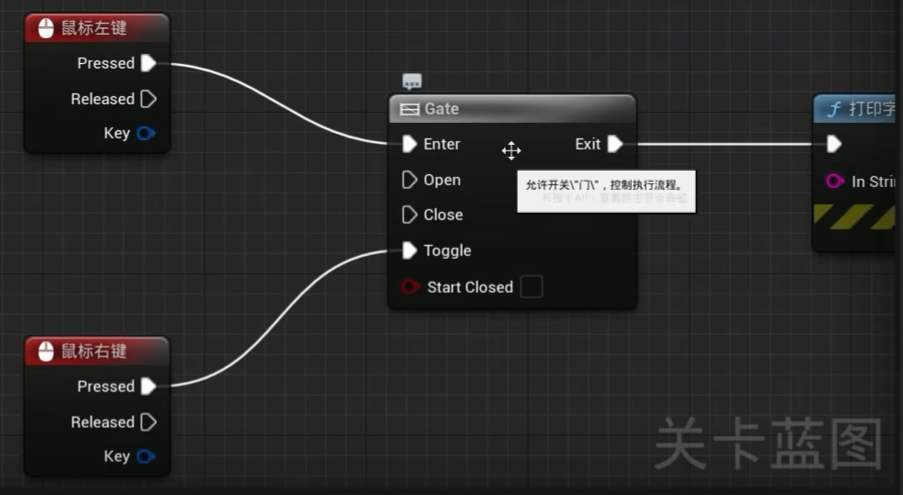 鼠标左键
Pressed
Released
Key
Gate
Enter
Exit
Open
Close
Toggle
Start Closed
允许开关\"门\"，控制执行流程。
打印字
In Stri
鼠标右键
Pressed
Released
Key
关卡蓝图